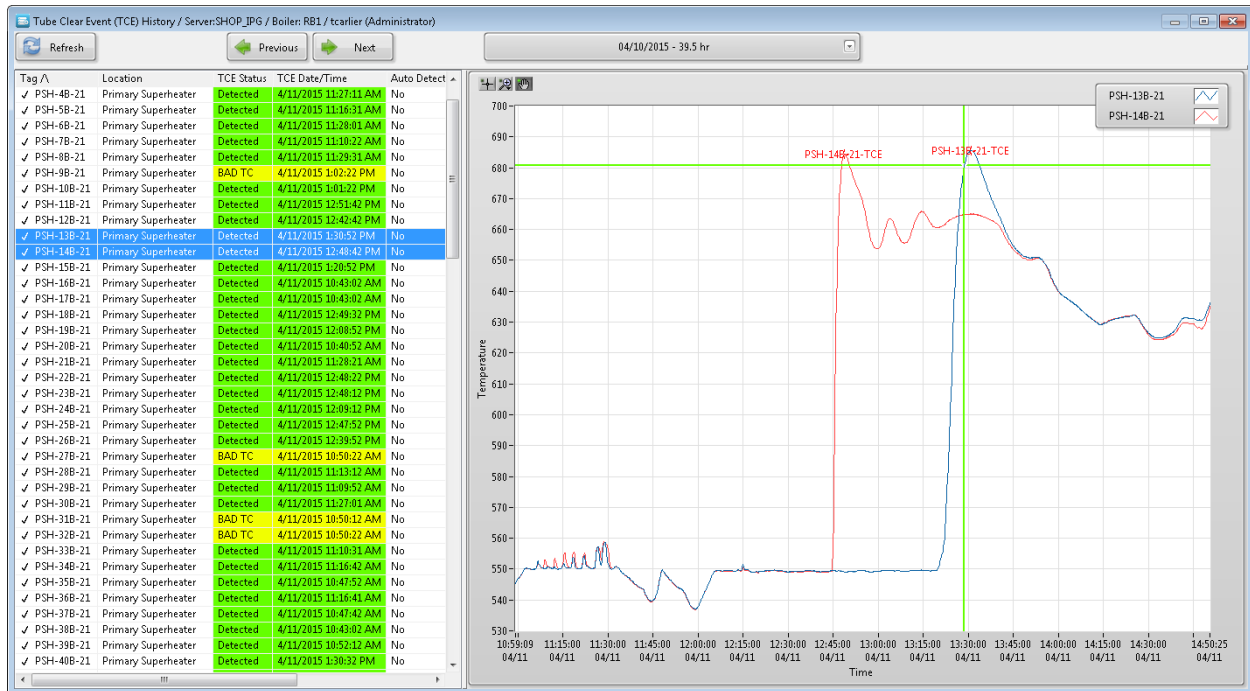 Tube Clear Event (TCE) History / Server:SHOP_IPG / Boiler: RB1 / tcarlier (Administrator)
Refresh Previous Next 04/10/2015 - 39.5 hr
Tag /\ Location TCE Status TCE Date/Time Auto Detect
PSH-4B-21 Primary Superheater Detected 4/11/2015 11:27:11 AM No
PSH-5B-21 Primary Superheater Detected 4/11/2015 11:16:31 AM No
PSH-6B-21 Primary Superheater Detected 4/11/2015 11:28:01 AM No
PSH-7B-21 Primary Superheater Detected 4/11/2015 11:10:22 AM No
PSH-8B-21 Primary Superheater Detected 4/11/2015 11:29:31 AM No
PSH-9B-21 Primary Superheater BAD TC 4/11/2015 1:02:22 PM No
PSH-10B-21 Primary Superheater Detected 4/11/2015 1:01:22 PM No
PSH-11B-21 Primary Superheater Detected 4/11/2015 12:51:42 PM No
PSH-12B-21 Primary Superheater Detected 4/11/2015 12:42:42 PM No
PSH-13B-21 Primary Superheater Detected 4/11/2015 1:30:52 PM No
PSH-14B-21 Primary Superheater Detected 4/11/2015 12:48:42 PM No
PSH-15B-21 Primary Superheater Detected 4/11/2015 1:20:52 PM No
PSH-16B-21 Primary Superheater Detected 4/11/2015 10:43:02 AM No
PSH-17B-21 Primary Superheater Detected 4/11/2015 10:43:02 AM No
PSH-18B-21 Primary Superheater Detected 4/11/2015 12:49:32 PM No
PSH-19B-21 Primary Superheater Detected 4/11/2015 12:08:52 PM No
PSH-20B-21 Primary Superheater Detected 4/11/2015 10:40:52 AM No
PSH-21B-21 Primary Superheater Detected 4/11/2015 11:28:21 AM No
PSH-22B-21 Primary Superheater Detected 4/11/2015 12:48:22 PM No
PSH-23B-21 Primary Superheater Detected 4/11/2015 12:48:12 PM No
PSH-24B-21 Primary Superheater Detected 4/11/2015 12:09:12 PM No
PSH-25B-21 Primary Superheater Detected 4/11/2015 12:47:52 PM No
PSH-26B-21 Primary Superheater Detected 4/11/2015 12:39:52 PM No
PSH-27B-21 Primary Superheater BAD TC 4/11/2015 10:50:22 AM No
PSH-28B-21 Primary Superheater Detected 4/11/2015 11:13:12 AM No
PSH-29B-21 Primary Superheater Detected 4/11/2015 11:09:52 AM No
PSH-30B-21 Primary Superheater Detected 4/11/2015 11:27:01 AM No
PSH-31B-21 Primary Superheater BAD TC 4/11/2015 10:50:12 AM No
PSH-32B-21 Primary Superheater BAD TC 4/11/2015 10:50:22 AM No
PSH-33B-21 Primary Superheater Detected 4/11/2015 11:10:31 AM No
PSH-34B-21 Primary Superheater Detected 4/11/2015 11:16:42 AM No
PSH-35B-21 Primary Superheater Detected 4/11/2015 10:47:52 AM No
PSH-36B-21 Primary Superheater Detected 4/11/2015 11:16:41 AM No
PSH-37B-21 Primary Superheater Detected 4/11/2015 10:47:42 AM No
PSH-38B-21 Primary Superheater Detected 4/11/2015 10:43:02 AM No
PSH-39B-21 Primary Superheater Detected 4/11/2015 10:52:12 AM No
PSH-40B-21 Primary Superheater Detected 4/11/2015 1:30:32 PM No
PSH-13B-21
PSH-14B-21
PSH-14B-21-TCE PSH-13B-21-TCE
Temperature
700
690
680
670
660
650
640
630
620
610
600
590
580
570
560
550
540
530
10:59:09 11:15:00 11:30:00 11:45:00 12:00:00 12:15:00 12:30:00 12:45:00 13:00:00 13:15:00 13:30:00 13:45:00 14:00:00 14:15:00 14:30:00 14:50:25
04/11 04/11 04/11 04/11 04/11 04/11 04/11 04/11 04/11 04/11 04/11 04/11 04/11 04/11 04/11 04/11
Time